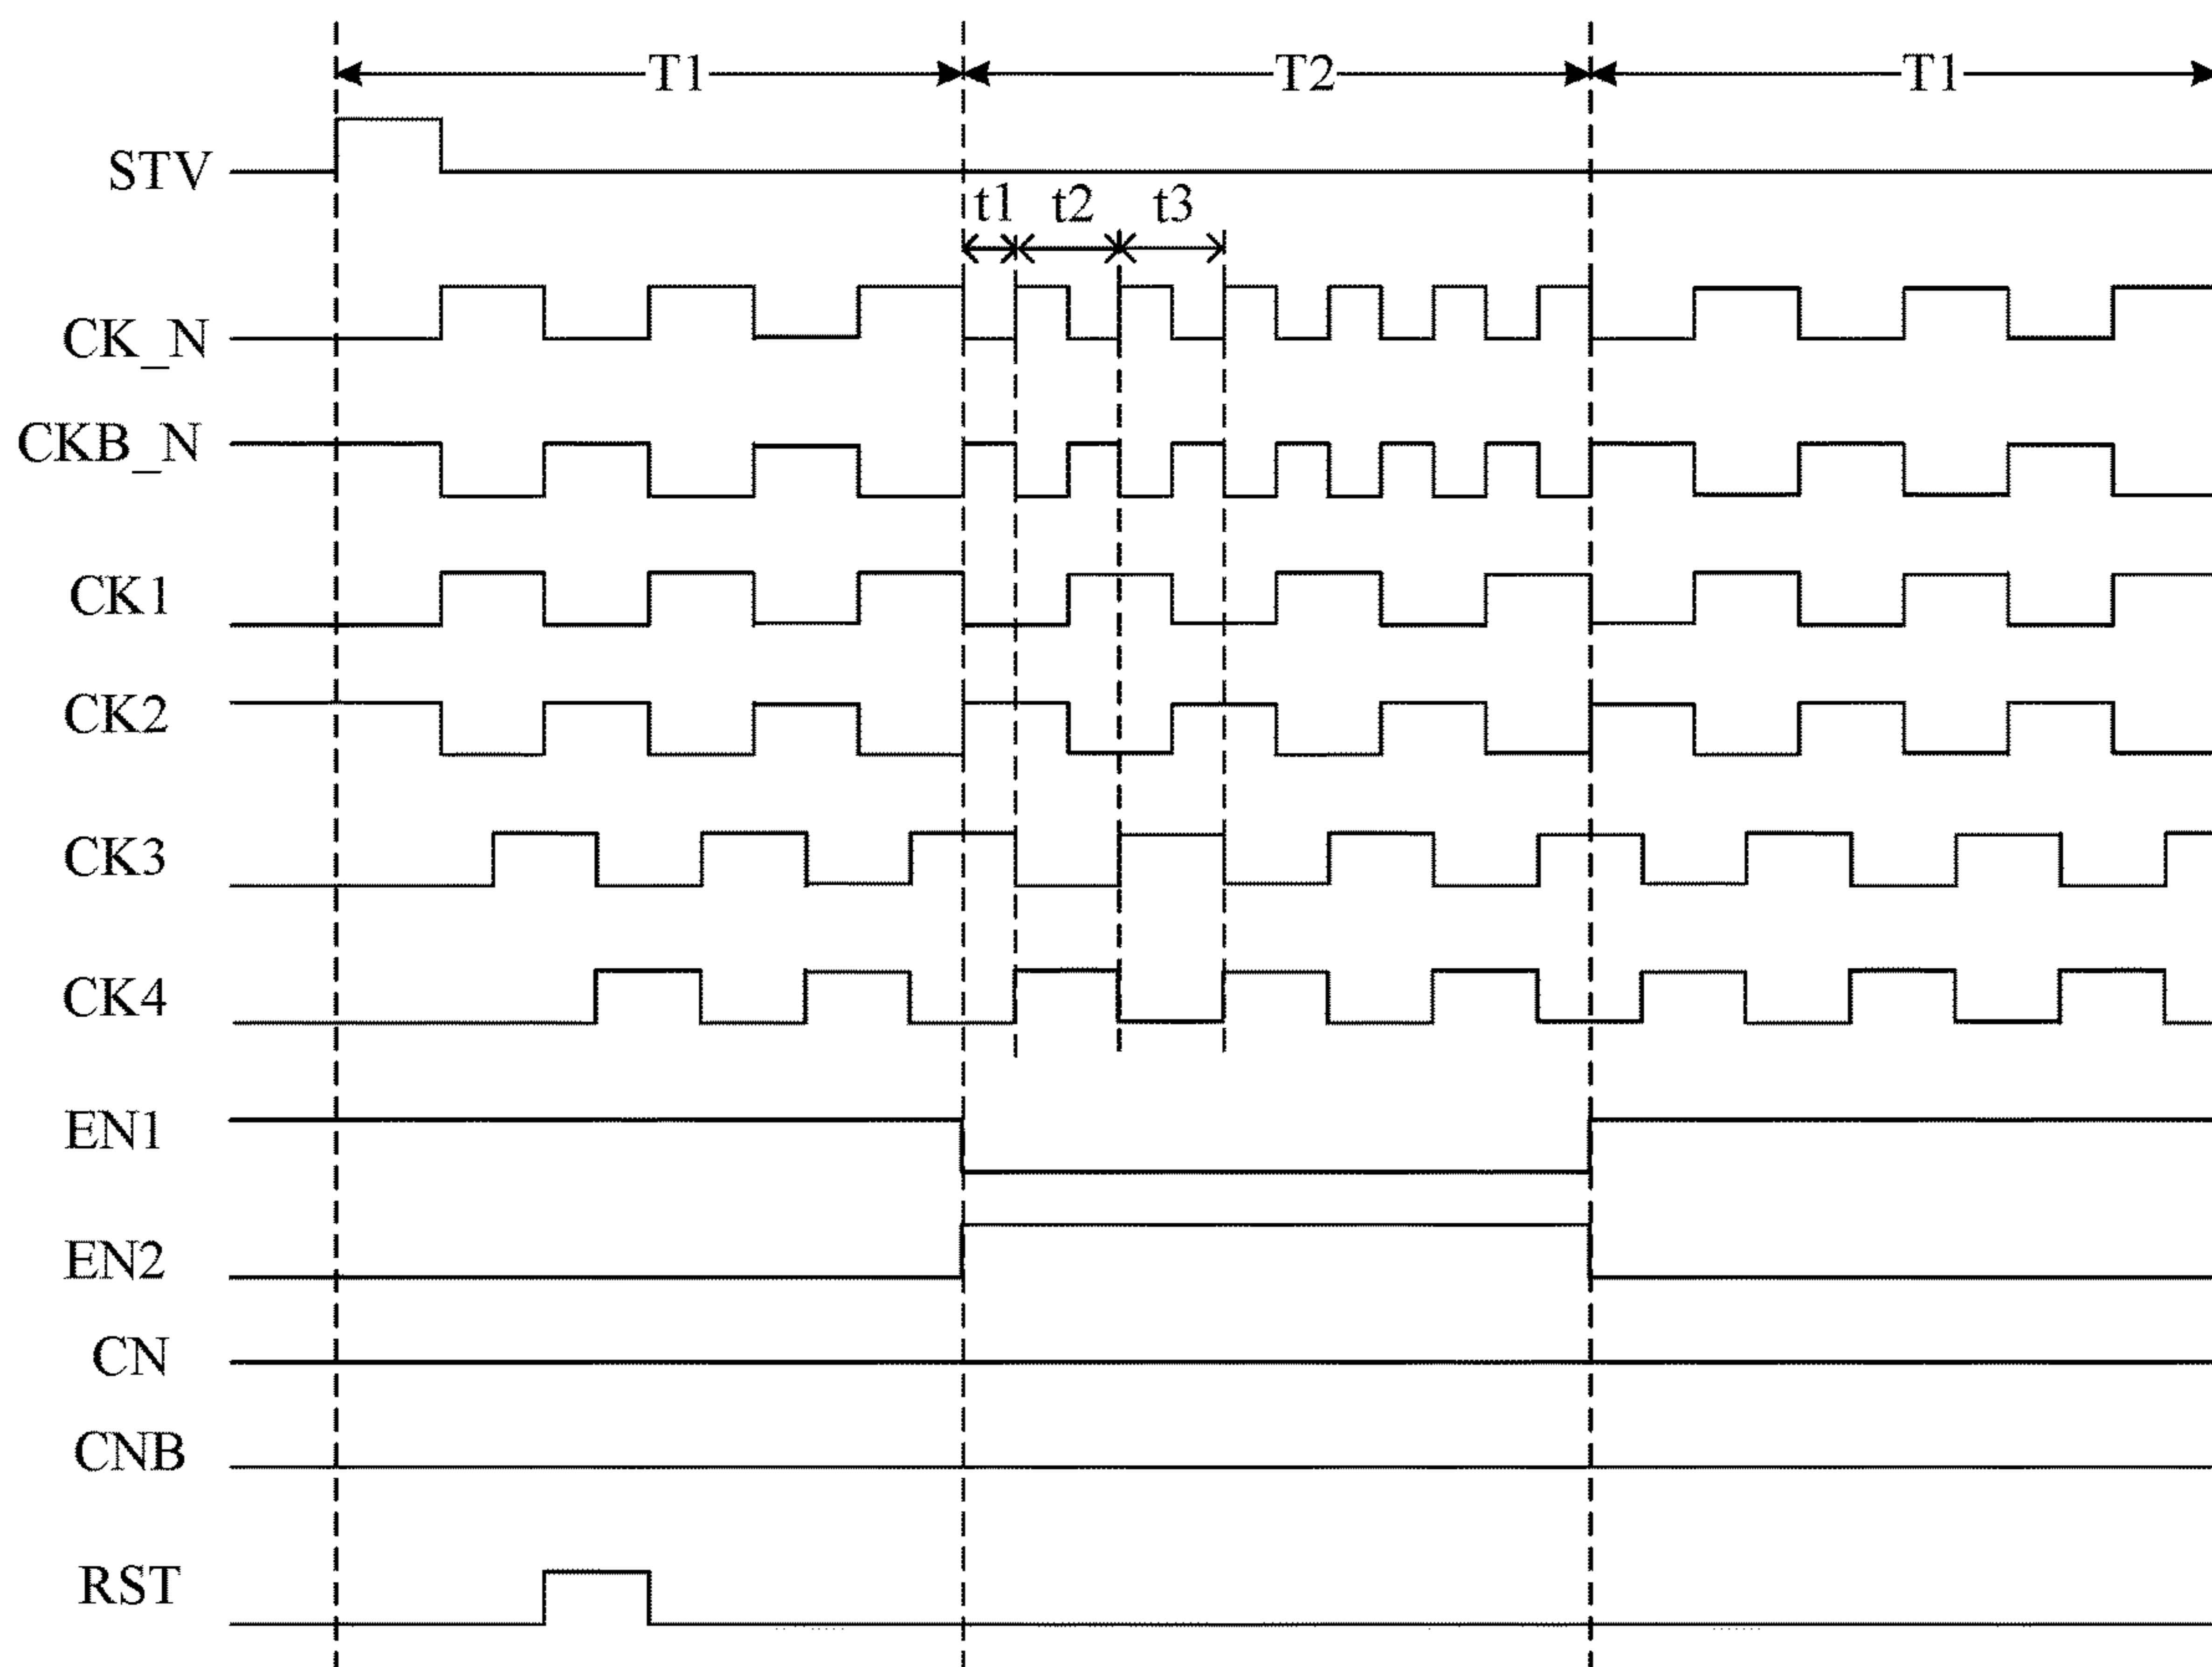 T1 T2 T1
STV
t1 t2 t3
CK_N
CKB_N
CK1
CK2
CK3
CK4
EN1
EN2
CN
CNB
RST